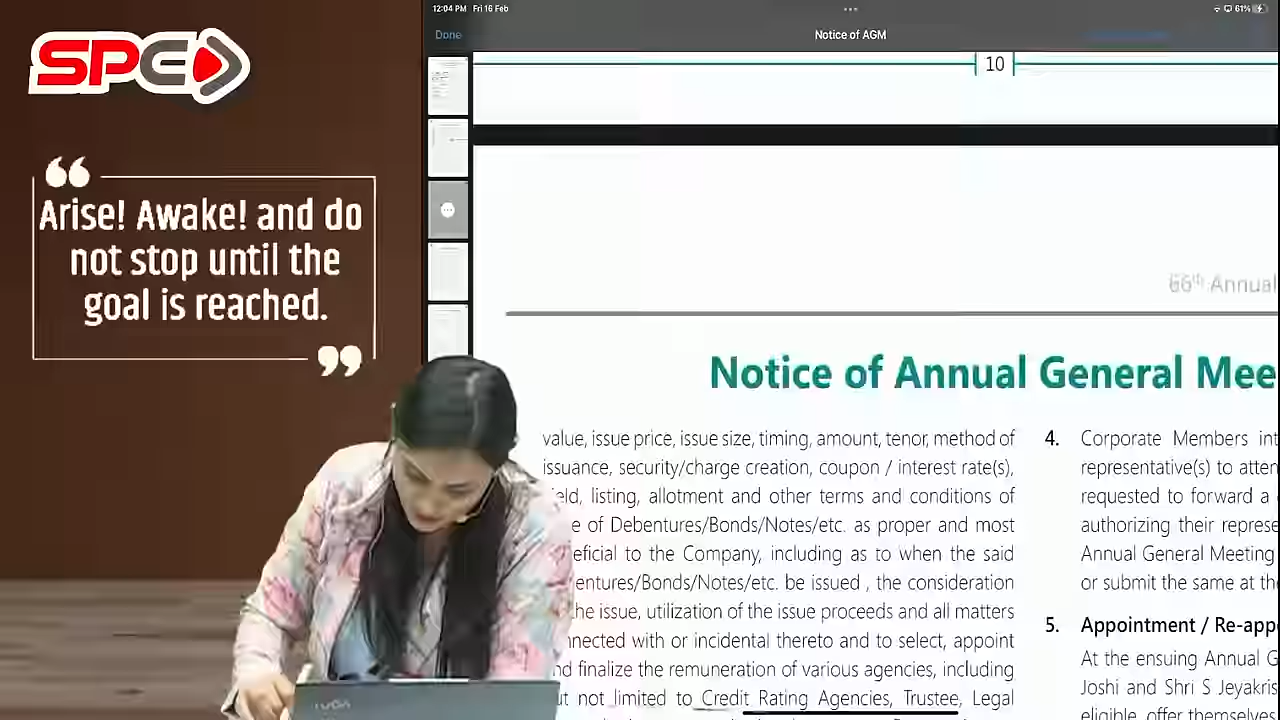 12:04 PM Fri 16 Feb
61%
Done
Notice of AGM
SPC
10
“
Arise! Awake! and do
not stop until the
goal is reached.
”
66th Annual
Notice of Annual General Mee
value, issue price, issue size, timing, amount, tenor, method of
issuance, security/charge creation, coupon / interest rate(s),
ield, listing, allotment and other terms and conditions of
e of Debentures/Bonds/Notes/etc. as proper and most
eficial to the Company, including as to when the said
entures/Bonds/Notes/etc. be issued , the consideration
he issue, utilization of the issue proceeds and all matters
nnected with or incidental thereto and to select, appoint
nd finalize the remuneration of various agencies, including
ut not limited to Credit Rating Agencies, Trustee, Legal
4. Corporate Members int
representative(s) to atten
requested to forward a
authorizing their represe
Annual General Meeting
or submit the same at th
5. Appointment / Re-appo
At the ensuing Annual G
Joshi and Shri S Jeyakris
eligible, offer themselves